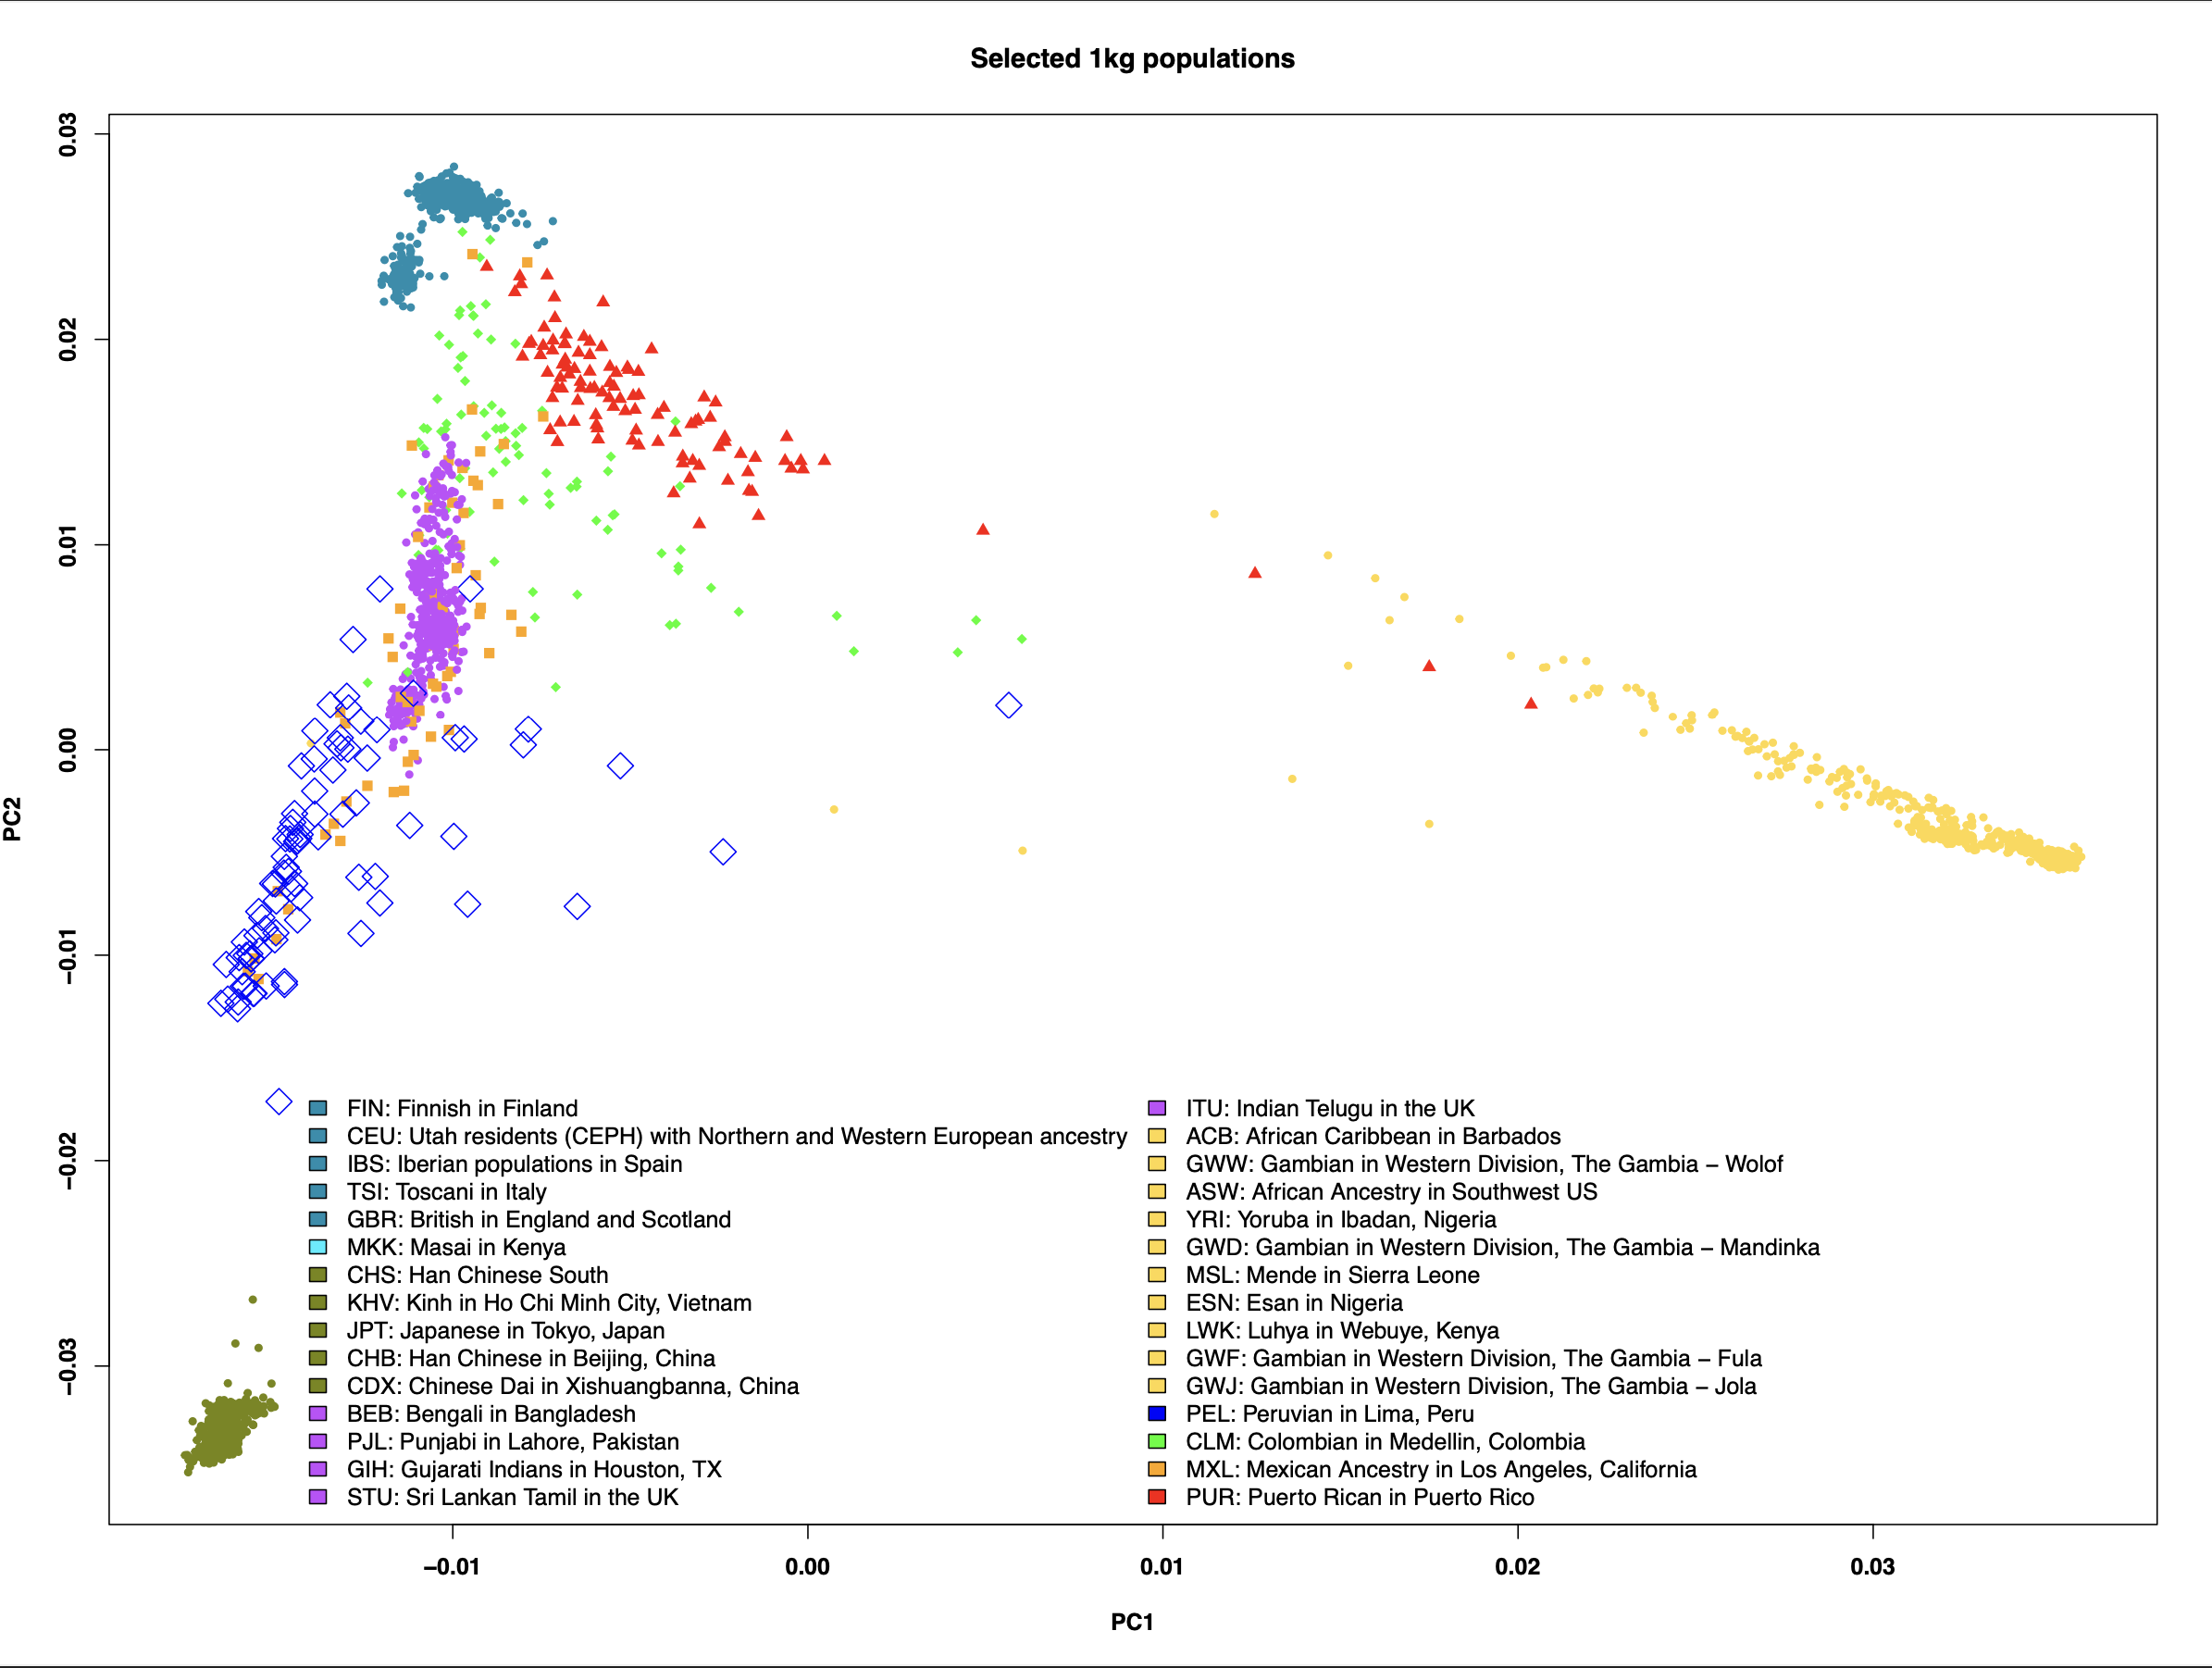 Selected 1kg populations
0.03
0.02
0.01
0.00
−0.01
−0.02
−0.03
PC2
FIN: Finnish in Finland
CEU: Utah residents (CEPH) with Northern and Western European ancestry
IBS: Iberian populations in Spain
TSI: Toscani in Italy
GBR: British in England and Scotland
MKK: Masai in Kenya
CHS: Han Chinese South
KHV: Kinh in Ho Chi Minh City, Vietnam
JPT: Japanese in Tokyo, Japan
CHB: Han Chinese in Beijing, China
CDX: Chinese Dai in Xishuangbanna, China
BEB: Bengali in Bangladesh
PJL: Punjabi in Lahore, Pakistan
GIH: Gujarati Indians in Houston, TX
STU: Sri Lankan Tamil in the UK
ITU: Indian Telugu in the UK
ACB: African Caribbean in Barbados
GWW: Gambian in Western Division, The Gambia − Wolof
ASW: African Ancestry in Southwest US
YRI: Yoruba in Ibadan, Nigeria
GWD: Gambian in Western Division, The Gambia − Mandinka
MSL: Mende in Sierra Leone
ESN: Esan in Nigeria
LWK: Luhya in Webuye, Kenya
GWF: Gambian in Western Division, The Gambia − Fula
GWJ: Gambian in Western Division, The Gambia − Jola
PEL: Peruvian in Lima, Peru
CLM: Colombian in Medellin, Colombia
MXL: Mexican Ancestry in Los Angeles, California
PUR: Puerto Rican in Puerto Rico
−0.01 0.00 0.01 0.02 0.03
PC1